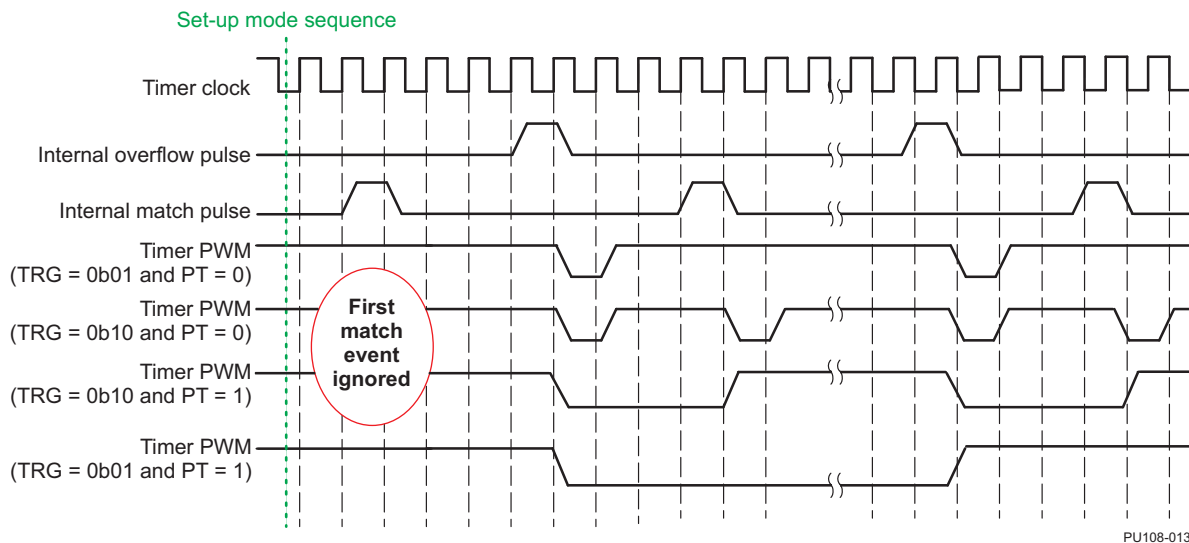 Set-up mode sequence
Timer clock
Internal overflow pulse
Internal match pulse
Timer PWM
(TRG = 0b01 and PT = 0)
Timer PWM
(TRG = 0b10 and PT = 0)
First
match
event
ignored
Timer PWM
(TRG = 0b10 and PT = 1)
Timer PWM
(TRG = 0b01 and PT = 1)
PU108-013